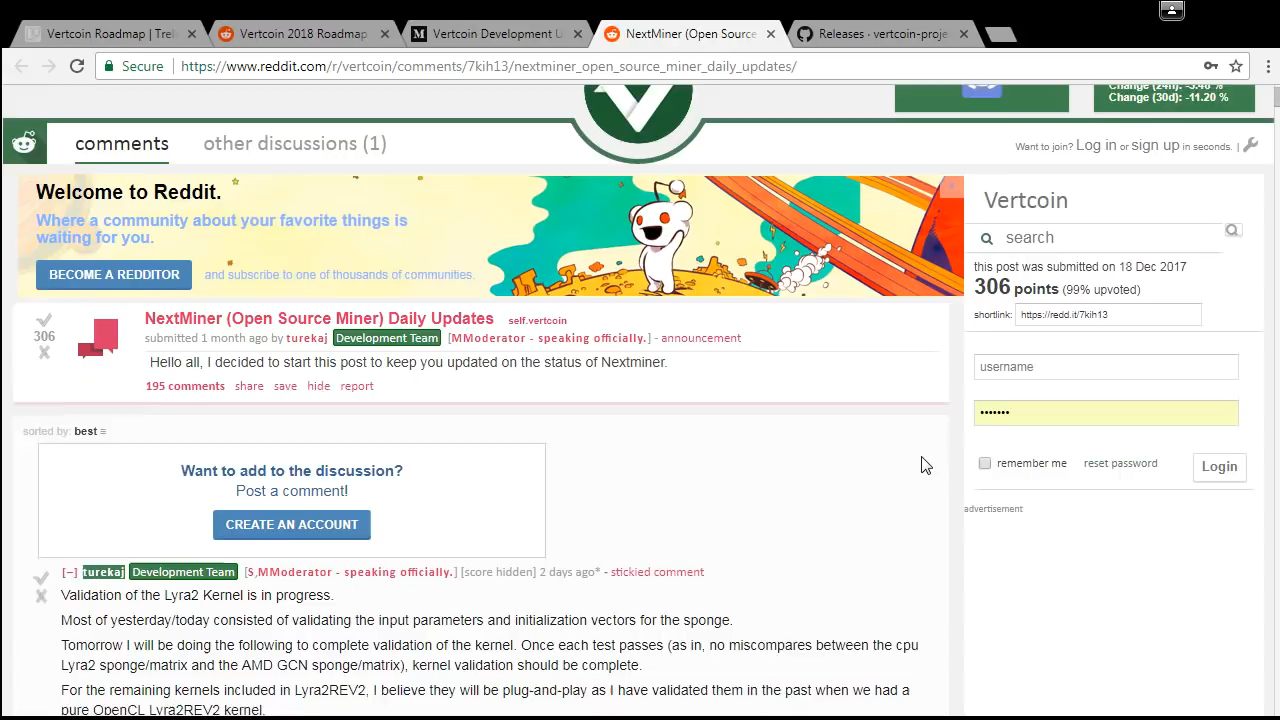 Vertcoin Roadmap | Trel
Vertcoin 2018 Roadmap
Vertcoin Development U
NextMiner (Open Source
Releases - vertcoin-proje
Secure
https://www.reddit.com/r/vertcoin/comments/7kih13/nextminer_open_source_miner_daily_updates/
Change (24h): -3.46 %
Change (30d): -11.20 %
comments
other discussions (1)
Want to join? Log in or sign up in seconds. |
Welcome to Reddit.
Where a community about your favorite things is
waiting for you.
BECOME A REDDITOR
and subscribe to one of thousands of communities.
Vertcoin
search
this post was submitted on 18 Dec 2017
306 points (99% upvoted)
shortlink:
https://redd.it/7kih13
306
NextMiner (Open Source Miner) Daily Updates self.vertcoin
submitted 1 month ago by turekaj Development Team [MModerator - speaking officially.] - announcement
Hello all, I decided to start this post to keep you updated on the status of Nextminer.
195 comments share save hide report
username
•••••••
remember me
reset password
Login
advertisement
sorted by: best
Want to add to the discussion?
Post a comment!
CREATE AN ACCOUNT
[–] turekaj Development Team [S,MModerator - speaking officially.] [score hidden] 2 days ago* - stickied comment
Validation of the Lyra2 Kernel is in progress.
Most of yesterday/today consisted of validating the input parameters and initialization vectors for the sponge.
Tomorrow I will be doing the following to complete validation of the kernel. Once each test passes (as in, no miscompares between the cpu
Lyra2 sponge/matrix and the AMD GCN sponge/matrix), kernel validation should be complete.
For the remaining kernels included in Lyra2REV2, I believe they will be plug-and-play as I have validated them in the past when we had a
pure OpenCL Lyra2REV2 kernel.